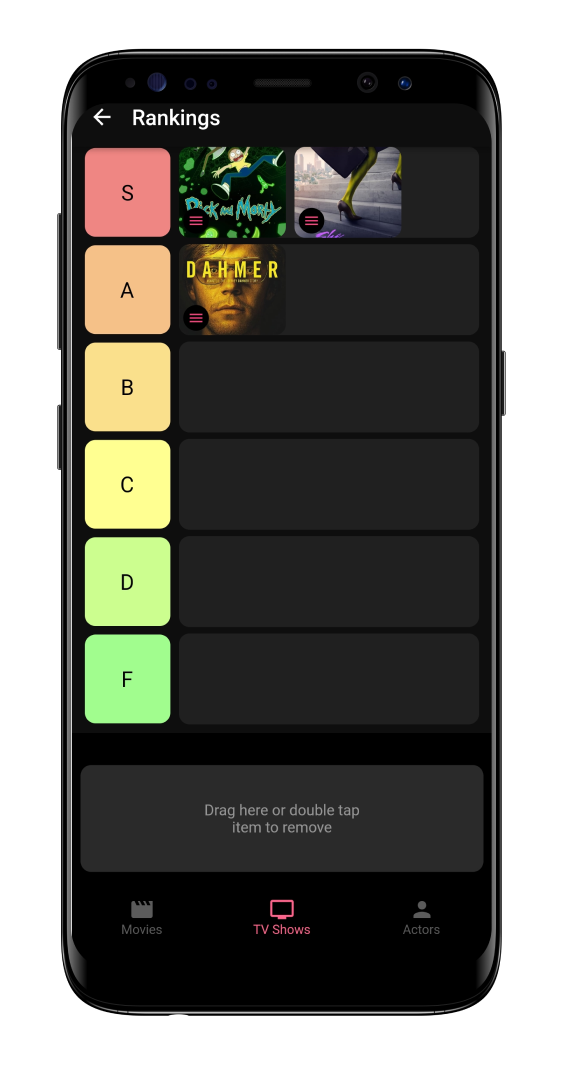 Rankings
S
Rick and Morty
A
DAHMER
B
C
D
F
Drag here or double tap
item to remove
Movies
TV Shows
Actors